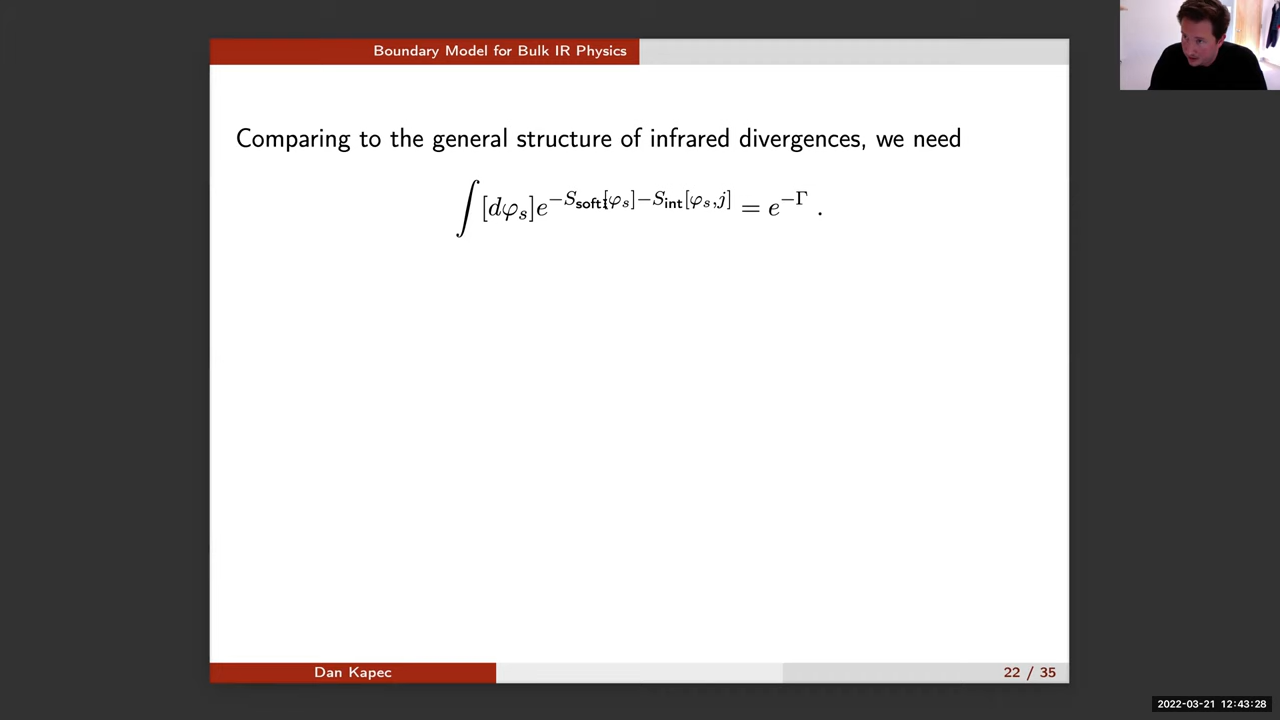 Boundary Model for Bulk IR Physics
Comparing to the general structure of infrared divergences, we need
∫[dφ_s]e^{−S_soft[φ_s]−S_int[φ_s,j]} = e^{−Γ} .
Dan Kapec
22 / 35
2022-03-21 12:43:28